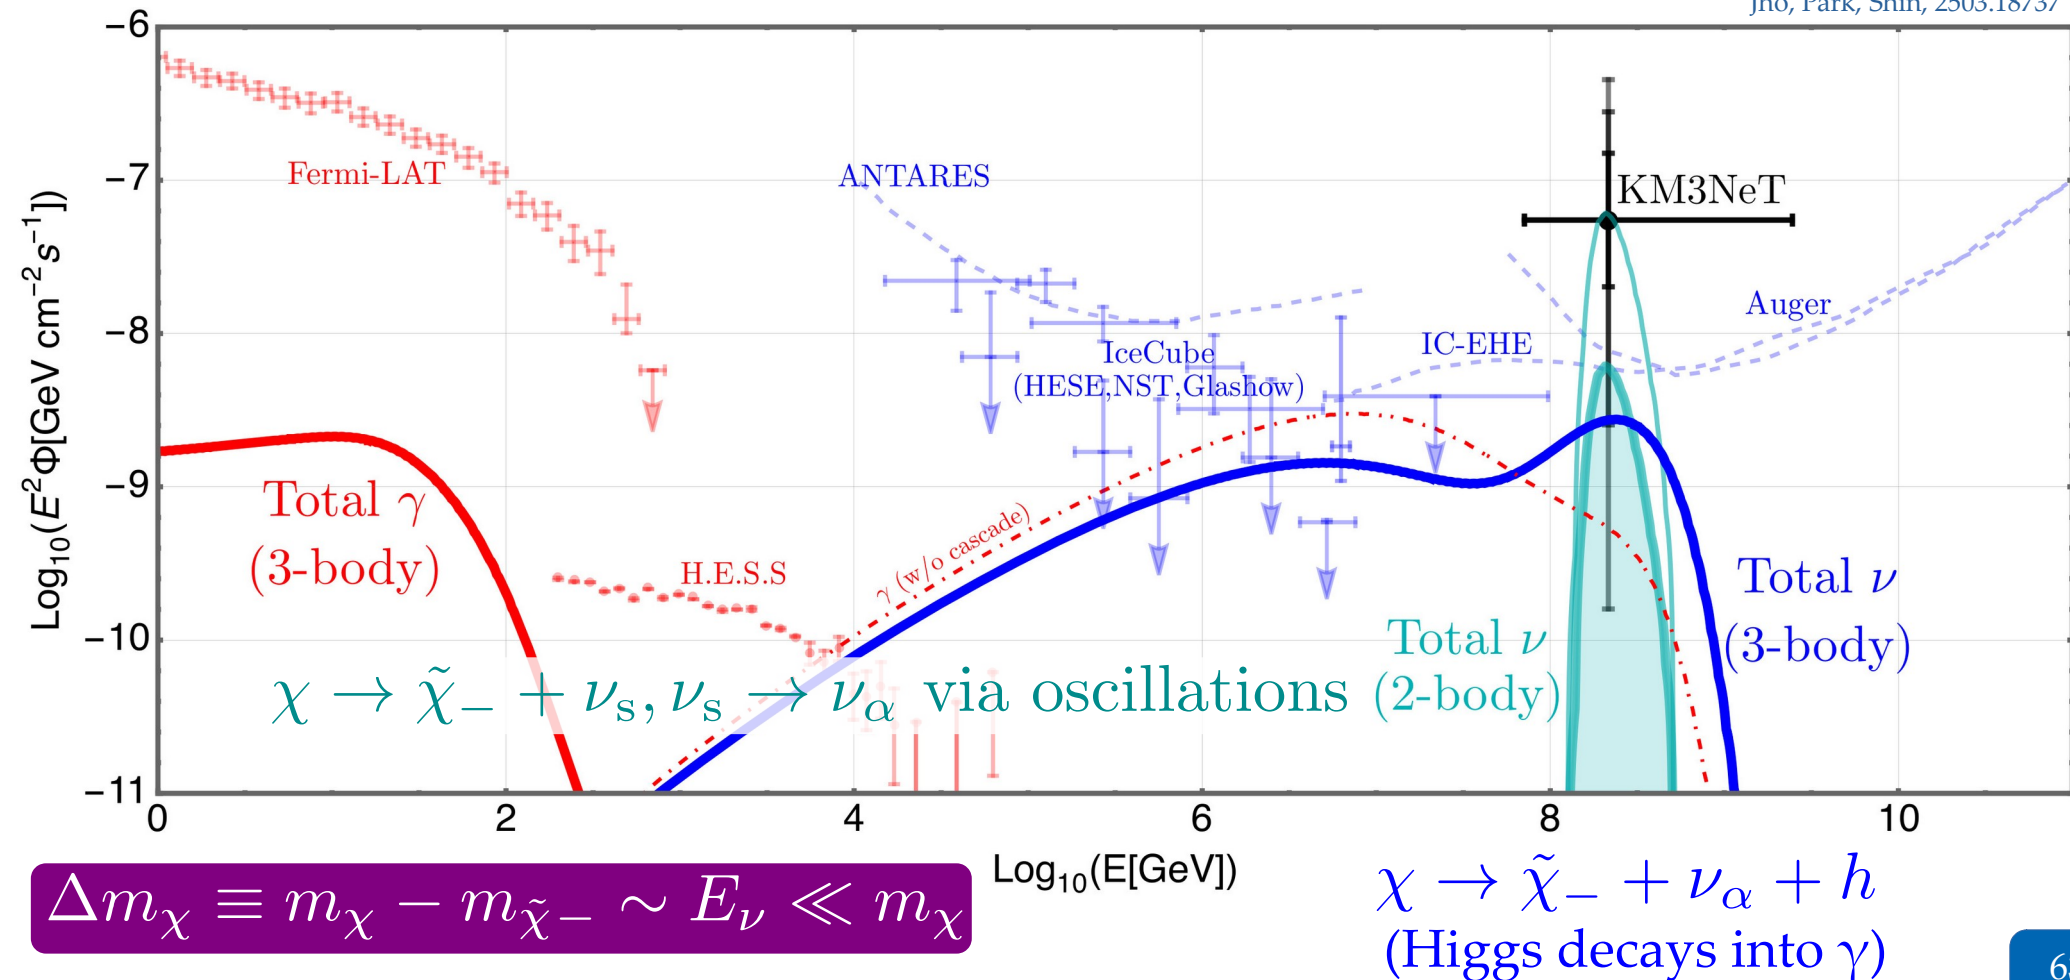 Jho, Park, Shin, 2503.18737
−6
−7
−8
−9
−10
−11
Log₁₀(E²Φ[GeV cm⁻² s⁻¹])
Fermi-LAT
ANTARES
KM3NeT
Auger
IC-EHE
IceCube
(HESE,NST,Glashow)
Total γ
(3-body)
H.E.S.S
γ (w/o cascade)
Total ν
(3-body)
Total ν
(2-body)
χ → χ̃₋ + νₛ, νₛ → ν_α via oscillations
0 2 4 6 8 10
Log₁₀(E[GeV])
Δm_χ ≡ m_χ − m_χ̃₋ ∼ E_ν ≪ m_χ
χ → χ̃₋ + ν_α + h
(Higgs decays into γ)
6